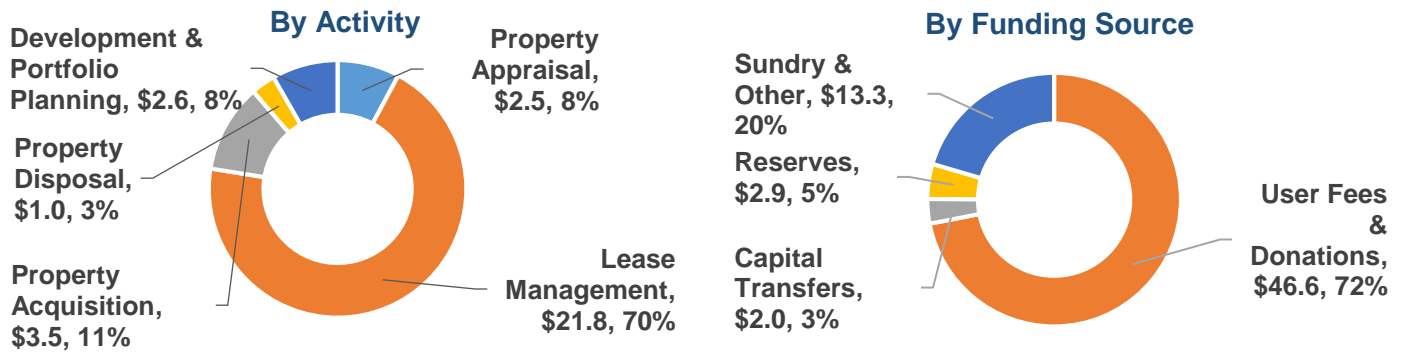 By Activity
Development &
Portfolio
Planning, $2.6, 8%
Property
Appraisal,
$2.5, 8%
Property
Disposal,
$1.0, 3%
Property
Acquisition,
$3.5, 11%
Lease
Management,
$21.8, 70%
By Funding Source
Sundry &
Other, $13.3,
20%
Reserves,
$2.9, 5%
Capital
Transfers,
$2.0, 3%
User Fees
&
Donations,
$46.6, 72%